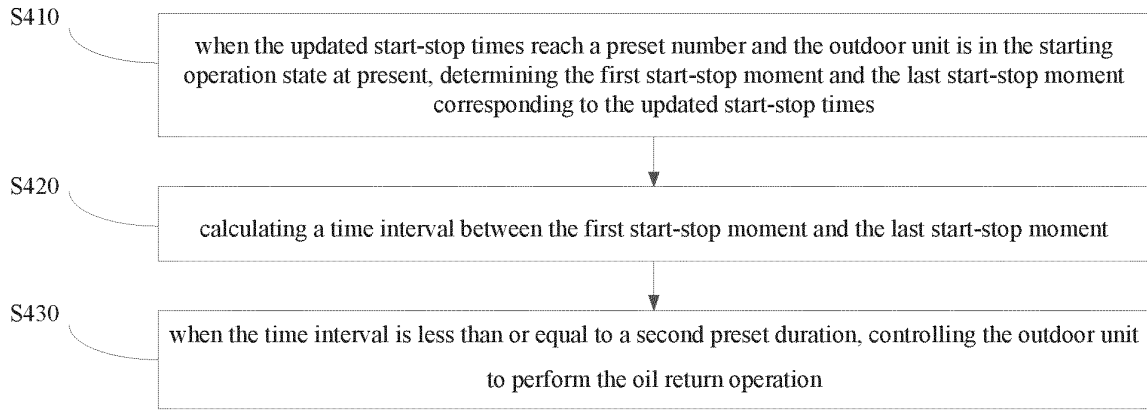 S410
when the updated start-stop times reach a preset number and the outdoor unit is in the starting
operation state at present, determining the first start-stop moment and the last start-stop moment
corresponding to the updated start-stop times
S420
calculating a time interval between the first start-stop moment and the last start-stop moment
S430
when the time interval is less than or equal to a second preset duration, controlling the outdoor unit
to perform the oil return operation